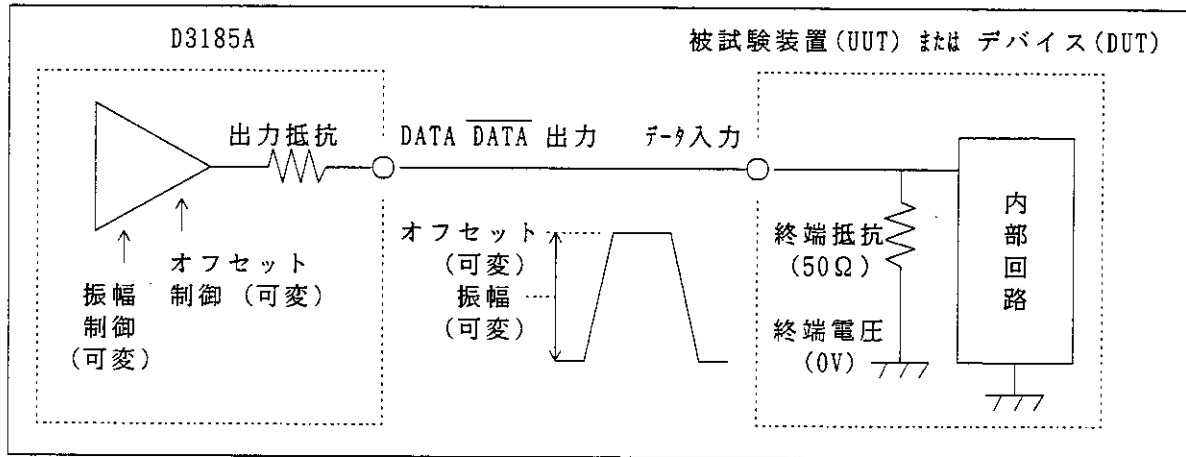 D3185A
被試験装置(UUT) または デバイス(DUT)
出力抵抗
DATA DATA 出力
データ入力
オフセット
制御 (可変)
振幅
制御
(可変)
オフセット
(可変)
振幅
(可変)
終端抵抗
(50Ω)
終端電圧
(0V)
内
部
回
路